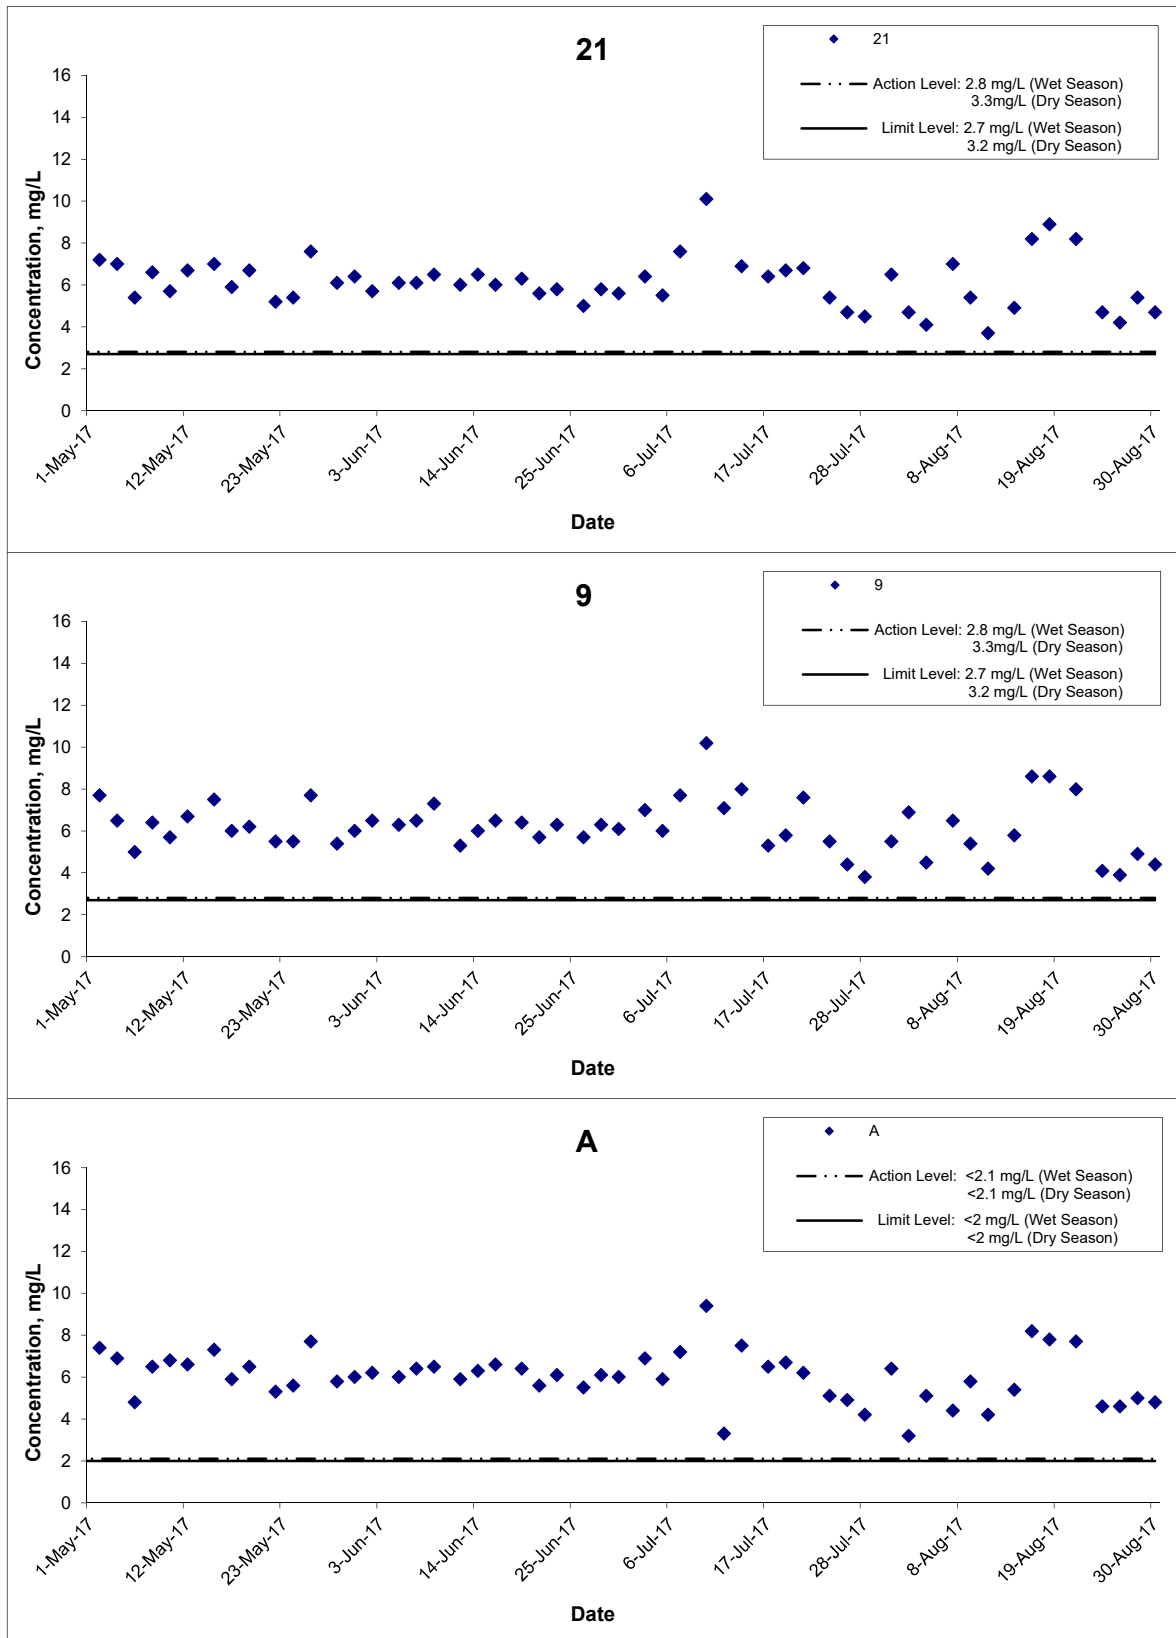 21
21
Action Level: 2.8 mg/L (Wet Season)
3.3mg/L (Dry Season)
Limit Level: 2.7 mg/L (Wet Season)
3.2 mg/L (Dry Season)
Concentration, mg/L
16
14
12
10
8
6
4
2
0
1-May-17 12-May-17 23-May-17 3-Jun-17 14-Jun-17 25-Jun-17 6-Jul-17 17-Jul-17 28-Jul-17 8-Aug-17 19-Aug-17 30-Aug-17
Date
9
9
Action Level: 2.8 mg/L (Wet Season)
3.3mg/L (Dry Season)
Limit Level: 2.7 mg/L (Wet Season)
3.2 mg/L (Dry Season)
Concentration, mg/L
16
14
12
10
8
6
4
2
0
1-May-17 12-May-17 23-May-17 3-Jun-17 14-Jun-17 25-Jun-17 6-Jul-17 17-Jul-17 28-Jul-17 8-Aug-17 19-Aug-17 30-Aug-17
Date
A
A
Action Level: <2.1 mg/L (Wet Season)
<2.1 mg/L (Dry Season)
Limit Level: <2 mg/L (Wet Season)
<2 mg/L (Dry Season)
Concentration, mg/L
16
14
12
10
8
6
4
2
0
1-May-17 12-May-17 23-May-17 3-Jun-17 14-Jun-17 25-Jun-17 6-Jul-17 17-Jul-17 28-Jul-17 8-Aug-17 19-Aug-17 30-Aug-17
Date